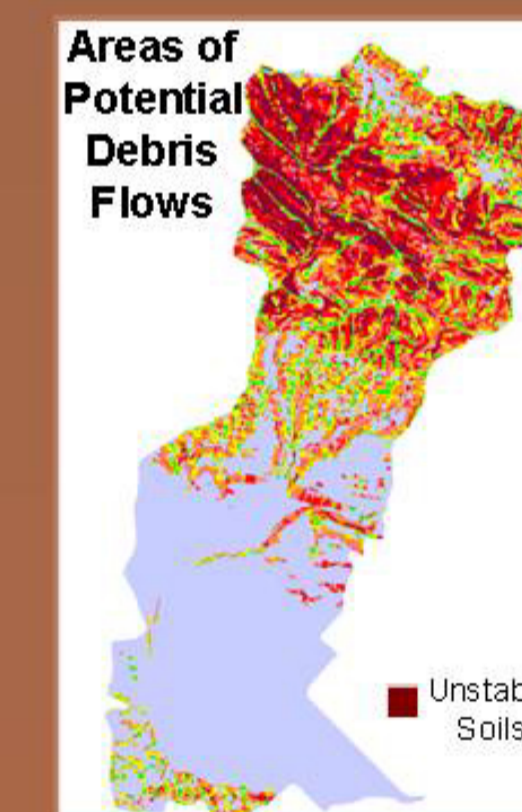 Areas of
Potential
Debris
Flows
Unstab
Soils